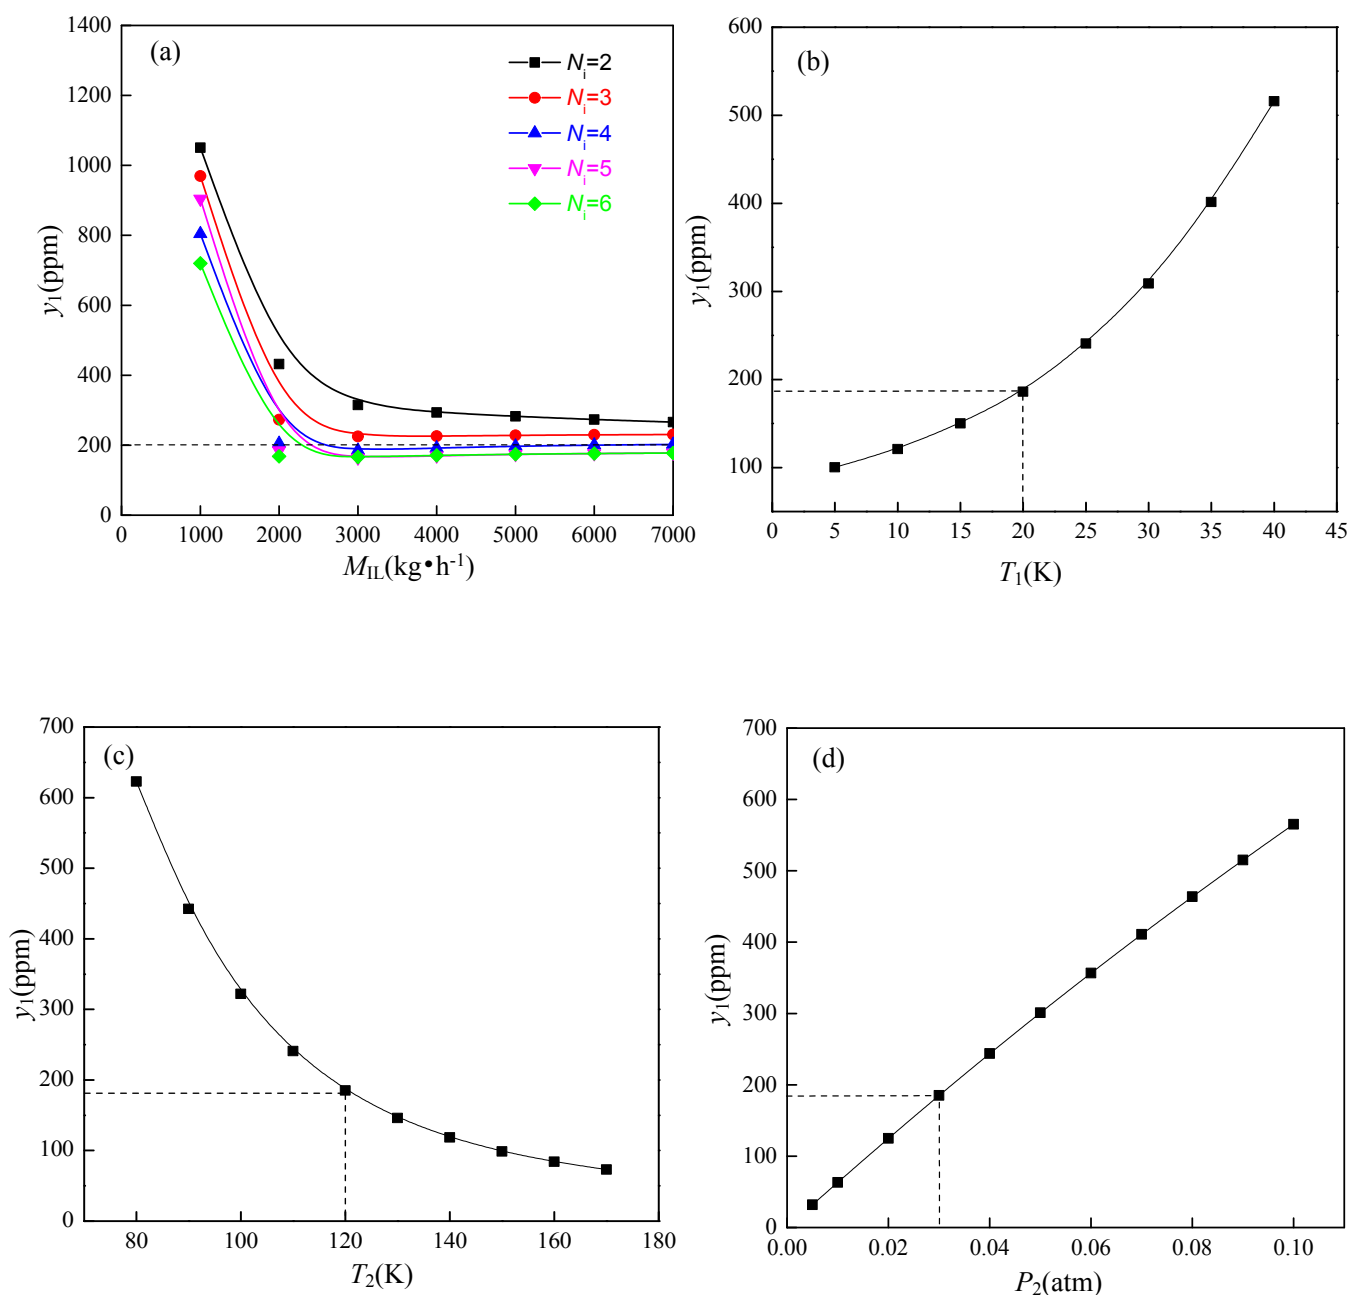 (a)
1400
1200
1000
800
600
400
200
0
y1(ppm)
Ni=2
Ni=3
Ni=4
Ni=5
Ni=6
0 1000 2000 3000 4000 5000 6000 7000
MIL(kg•h-1)
(b)
600
500
400
300
200
100
y1(ppm)
0 5 10 15 20 25 30 35 40 45
T1(K)
(c)
700
600
500
400
300
200
100
0
y1(ppm)
80 100 120 140 160 180
T2(K)
(d)
700
600
500
400
300
200
100
0
y1(ppm)
0.00 0.02 0.04 0.06 0.08 0.10
P2(atm)